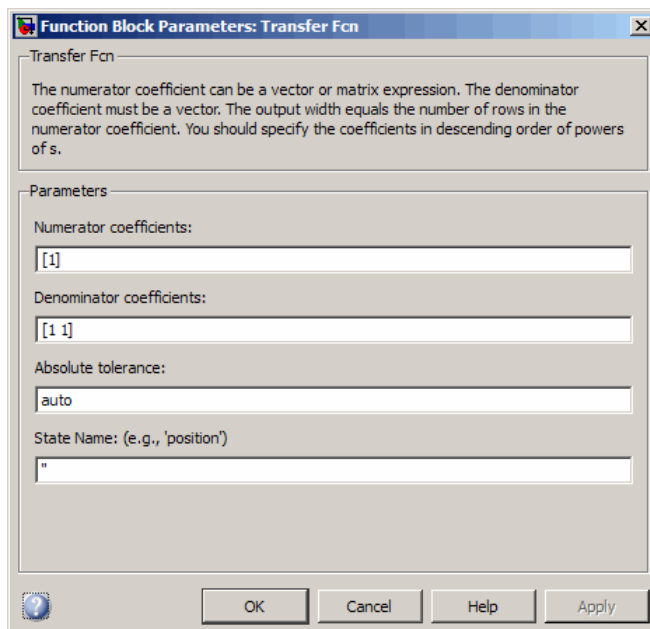 Function Block Parameters: Transfer Fcn
Transfer Fcn
The numerator coefficient can be a vector or matrix expression. The denominator
coefficient must be a vector. The output width equals the number of rows in the
numerator coefficient. You should specify the coefficients in descending order of powers
of s.
Parameters
Numerator coefficients:
[1]
Denominator coefficients:
[1 1]
Absolute tolerance:
auto
State Name: (e.g., 'position')
''
OK Cancel Help Apply